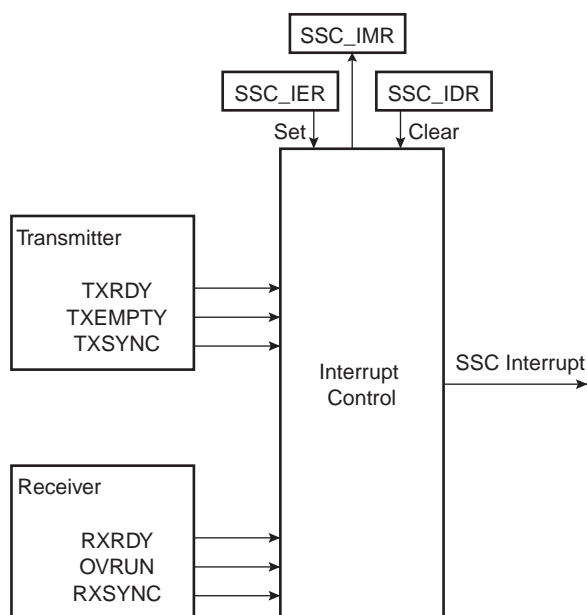 SSC_IMR
SSC_IER
SSC_IDR
Set
Clear
Transmitter
TXRDY
TXEMPTY
TXSYNC
Interrupt
Control
SSC Interrupt
Receiver
RXRDY
OVRUN
RXSYNC